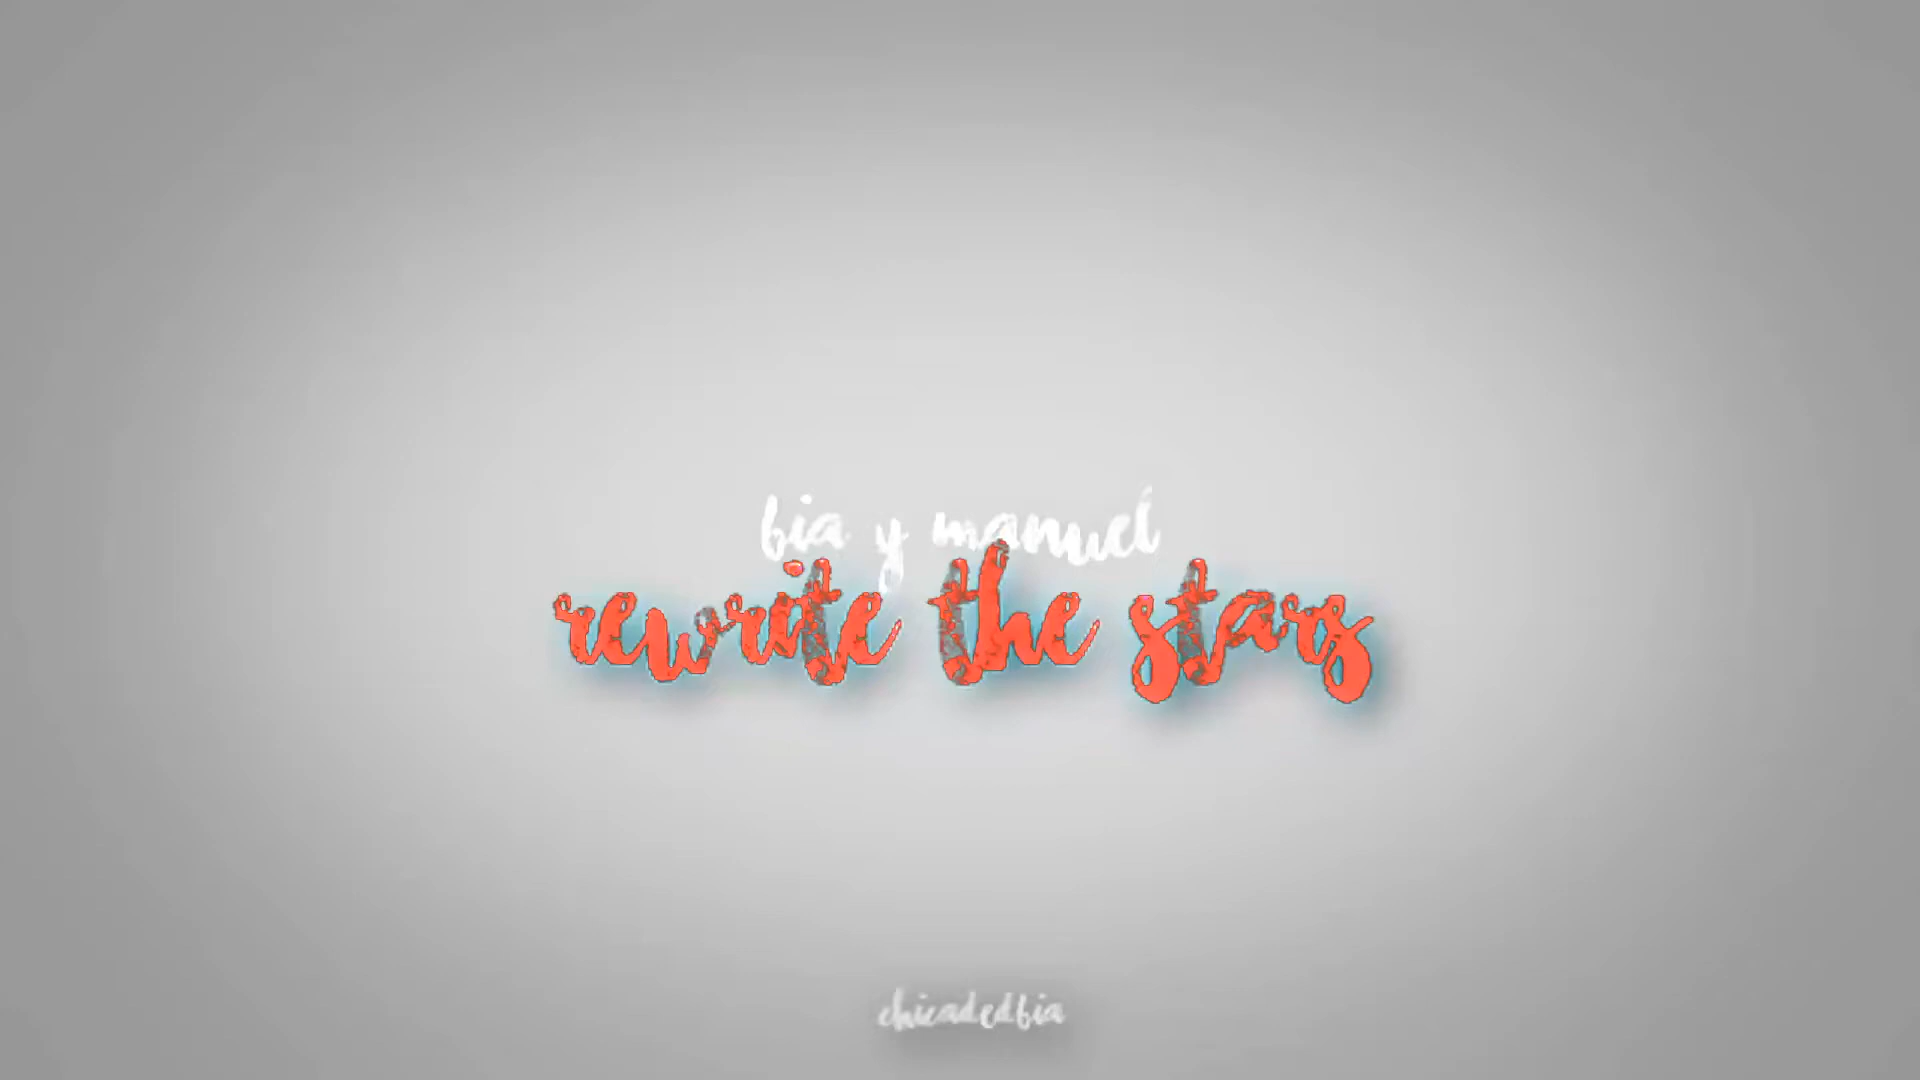 bia y manuel
rewrite the stars
chicadedbia